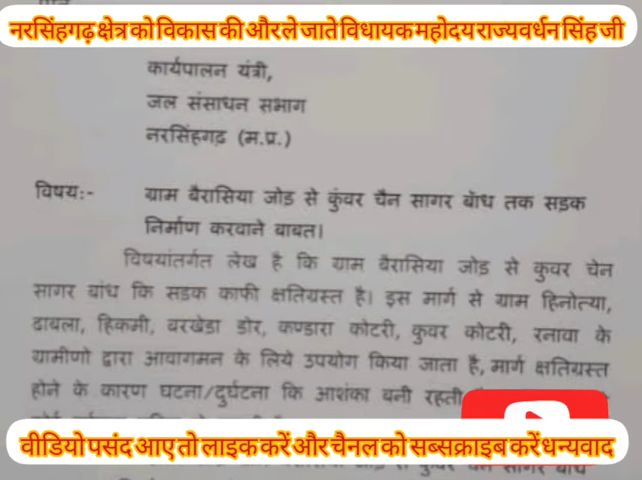 नरसिंहगढ़ क्षेत्र को विकास की और ले जाते विधायक महोदय राज्यवर्धन सिंह जी
कार्यपालन यंत्री,
जल संसाधन सभाग
नरसिंहगढ़ (म.प्र.)
विषय:- ग्राम बैरासिया जोड से कुंवर चैन सागर बॉध तक सडक
निर्माण करवाने बाबत।
विषयांतर्गत लेख है कि ग्राम बैरासिया जोड से कुवर चेन
सागर बांध कि सडक काफी क्षतिग्रस्त है। इस मार्ग से ग्राम हिनोत्या,
ढाबला, हिकमी, बरखेडा डोर, कण्डारा कोटरी, कुवर कोटरी, रनावा के
ग्रामीणो द्वारा आवागमन के लिये उपयोग किया जाता है, मार्ग क्षतिग्रस्त
होने के कारण घटना/दुर्घटना कि आशंका बनी रहती
वीडियो पसंद आए तो लाइक करें और चैनल को सब्सक्राइब करें धन्यवाद